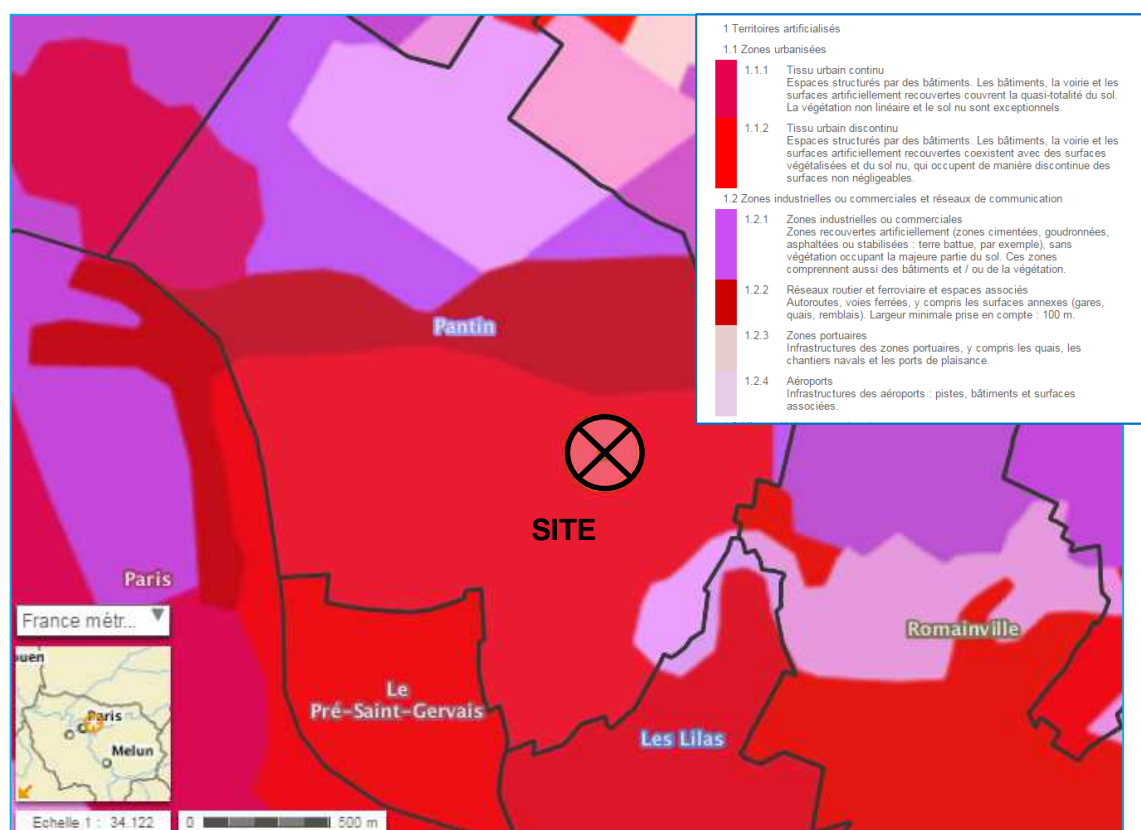 1 Territoires artificialisés
1.1 Zones urbanisées
1.1.1 Tissu urbain continu
Espaces structurés par des bâtiments. Les bâtiments, la voirie et les
surfaces artificiellement recouvertes couvrent la quasi-totalité du sol.
La végétation non linéaire et le sol nu sont exceptionnels.
1.1.2 Tissu urbain discontinu
Espaces structurés par des bâtiments. Les bâtiments, la voirie et les
surfaces artificiellement recouvertes coexistent avec des surfaces
végétalisées et du sol nu, qui occupent de manière discontinue des
surfaces non négligeables.
1.2 Zones industrielles ou commerciales et réseaux de communication
1.2.1 Zones industrielles ou commerciales
Zones recouvertes artificiellement (zones cimentées, goudronnées,
asphaltées ou stabilisées : terre battue, par exemple), sans
végétation occupant la majeure partie du sol. Ces zones
comprennent aussi des bâtiments et / ou de la végétation.
1.2.2 Réseaux routier et ferroviaire et espaces associés
Autoroutes, voies ferrées, y compris les surfaces annexes (gares,
quais, remblais). Largeur minimale prise en compte : 100 m.
1.2.3 Zones portuaires
Infrastructures des zones portuaires, y compris les quais, les
chantiers navals et les ports de plaisance.
1.2.4 Aéroports
Infrastructures des aéroports : pistes, bâtiments et surfaces
associées.
Pantin
SITE
Paris
France métr...
Romainville
Le
Pré-Saint-Gervais
Les Lilas
ouen
Paris
Melun
Echelle 1 : 34.122
0 500 m